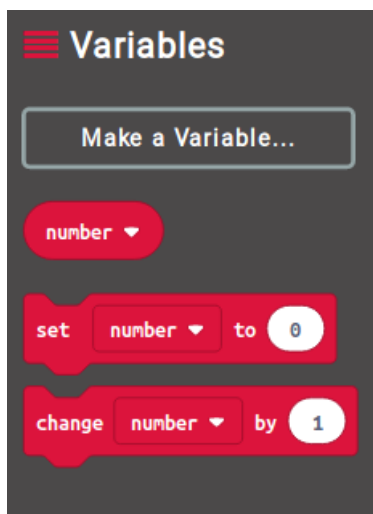 Variables
Make a Variable...
number
set number to 0
change number by 1